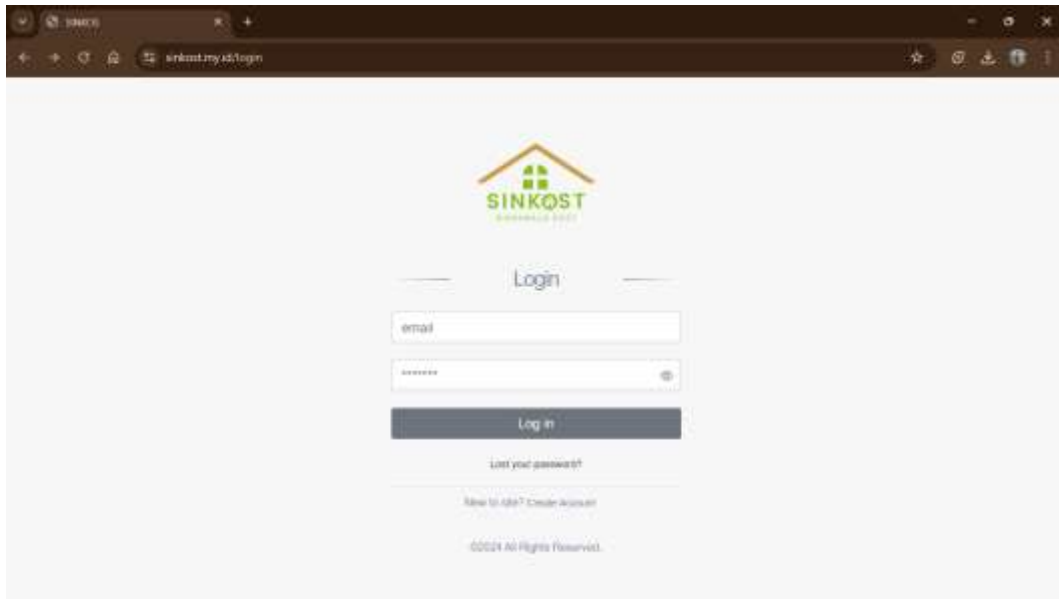 sinkost.my.id/login
SINKOST
Login
email
*******
Log in
Lost your password?
New to site? Create Account
©2024 All Rights Reserved.